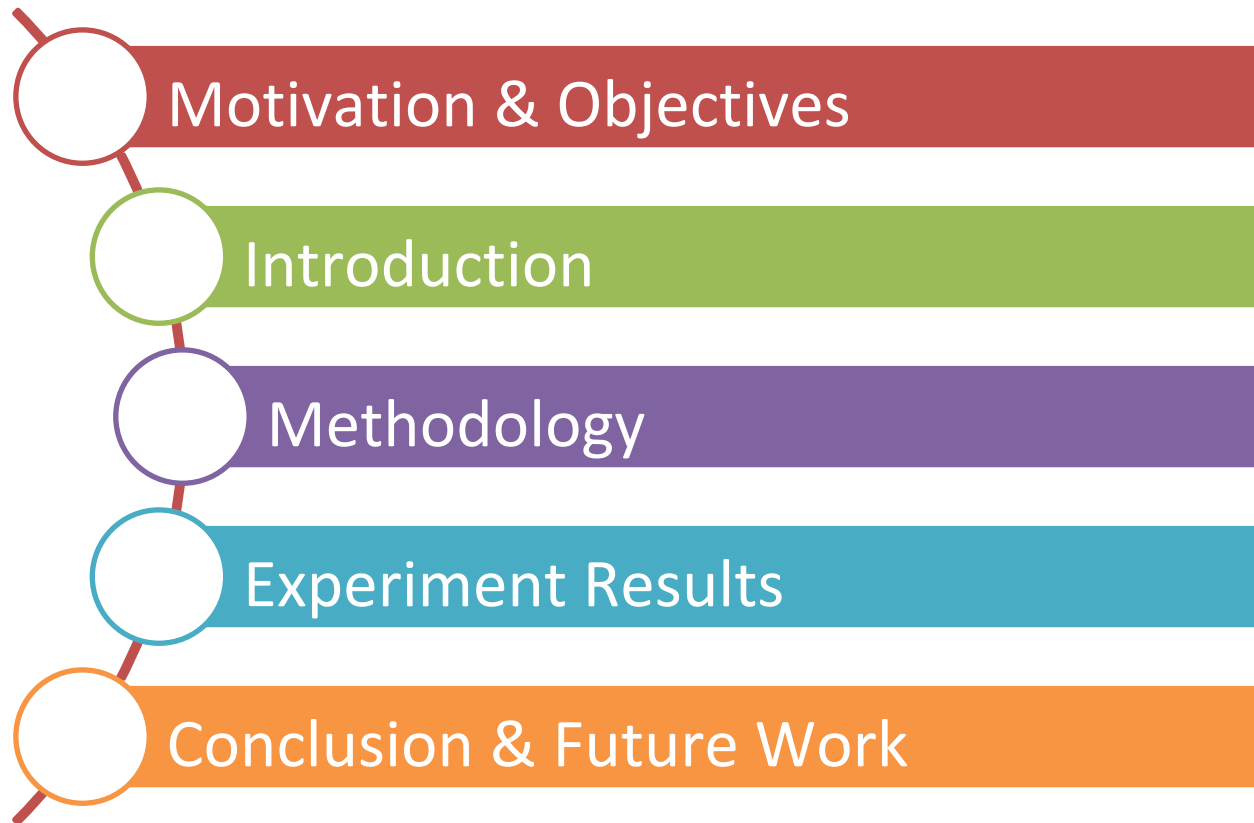 Motivation & Objectives
Introduction
Methodology
Experiment Results
Conclusion & Future Work